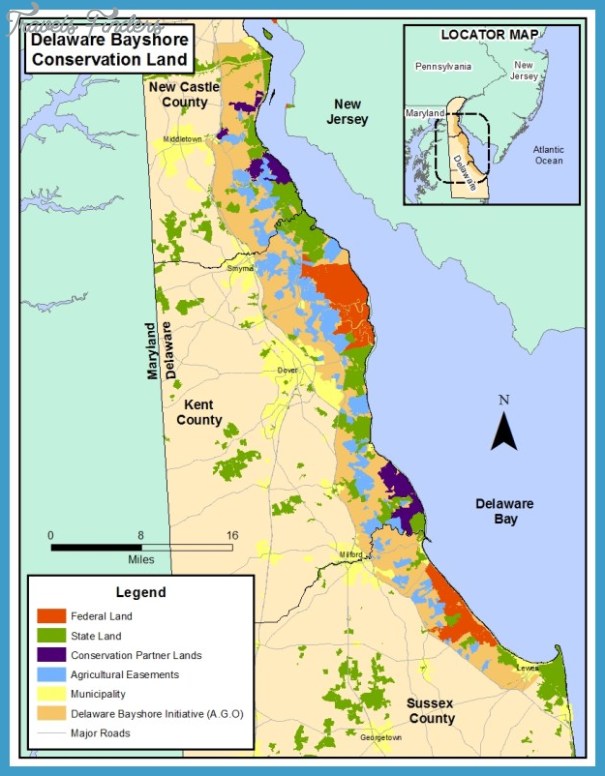 Travels Finders
Delaware Bayshore
Conservation Land
LOCATOR MAP
Pennsylvania
New
Jersey
Maryland
Delaware
Atlantic
Ocean
New Castle
County
New
Jersey
Middletown
Smyrna
Maryland
Delaware
Dover
Kent
County
N
Delaware
Bay
0 8 16
Miles
Milford
Legend
Federal Land
State Land
Conservation Partner Lands
Agricultural Easements
Municipality
Delaware Bayshore Initiative (A.G.O)
Major Roads
Lewes
Sussex
County
Georgetown